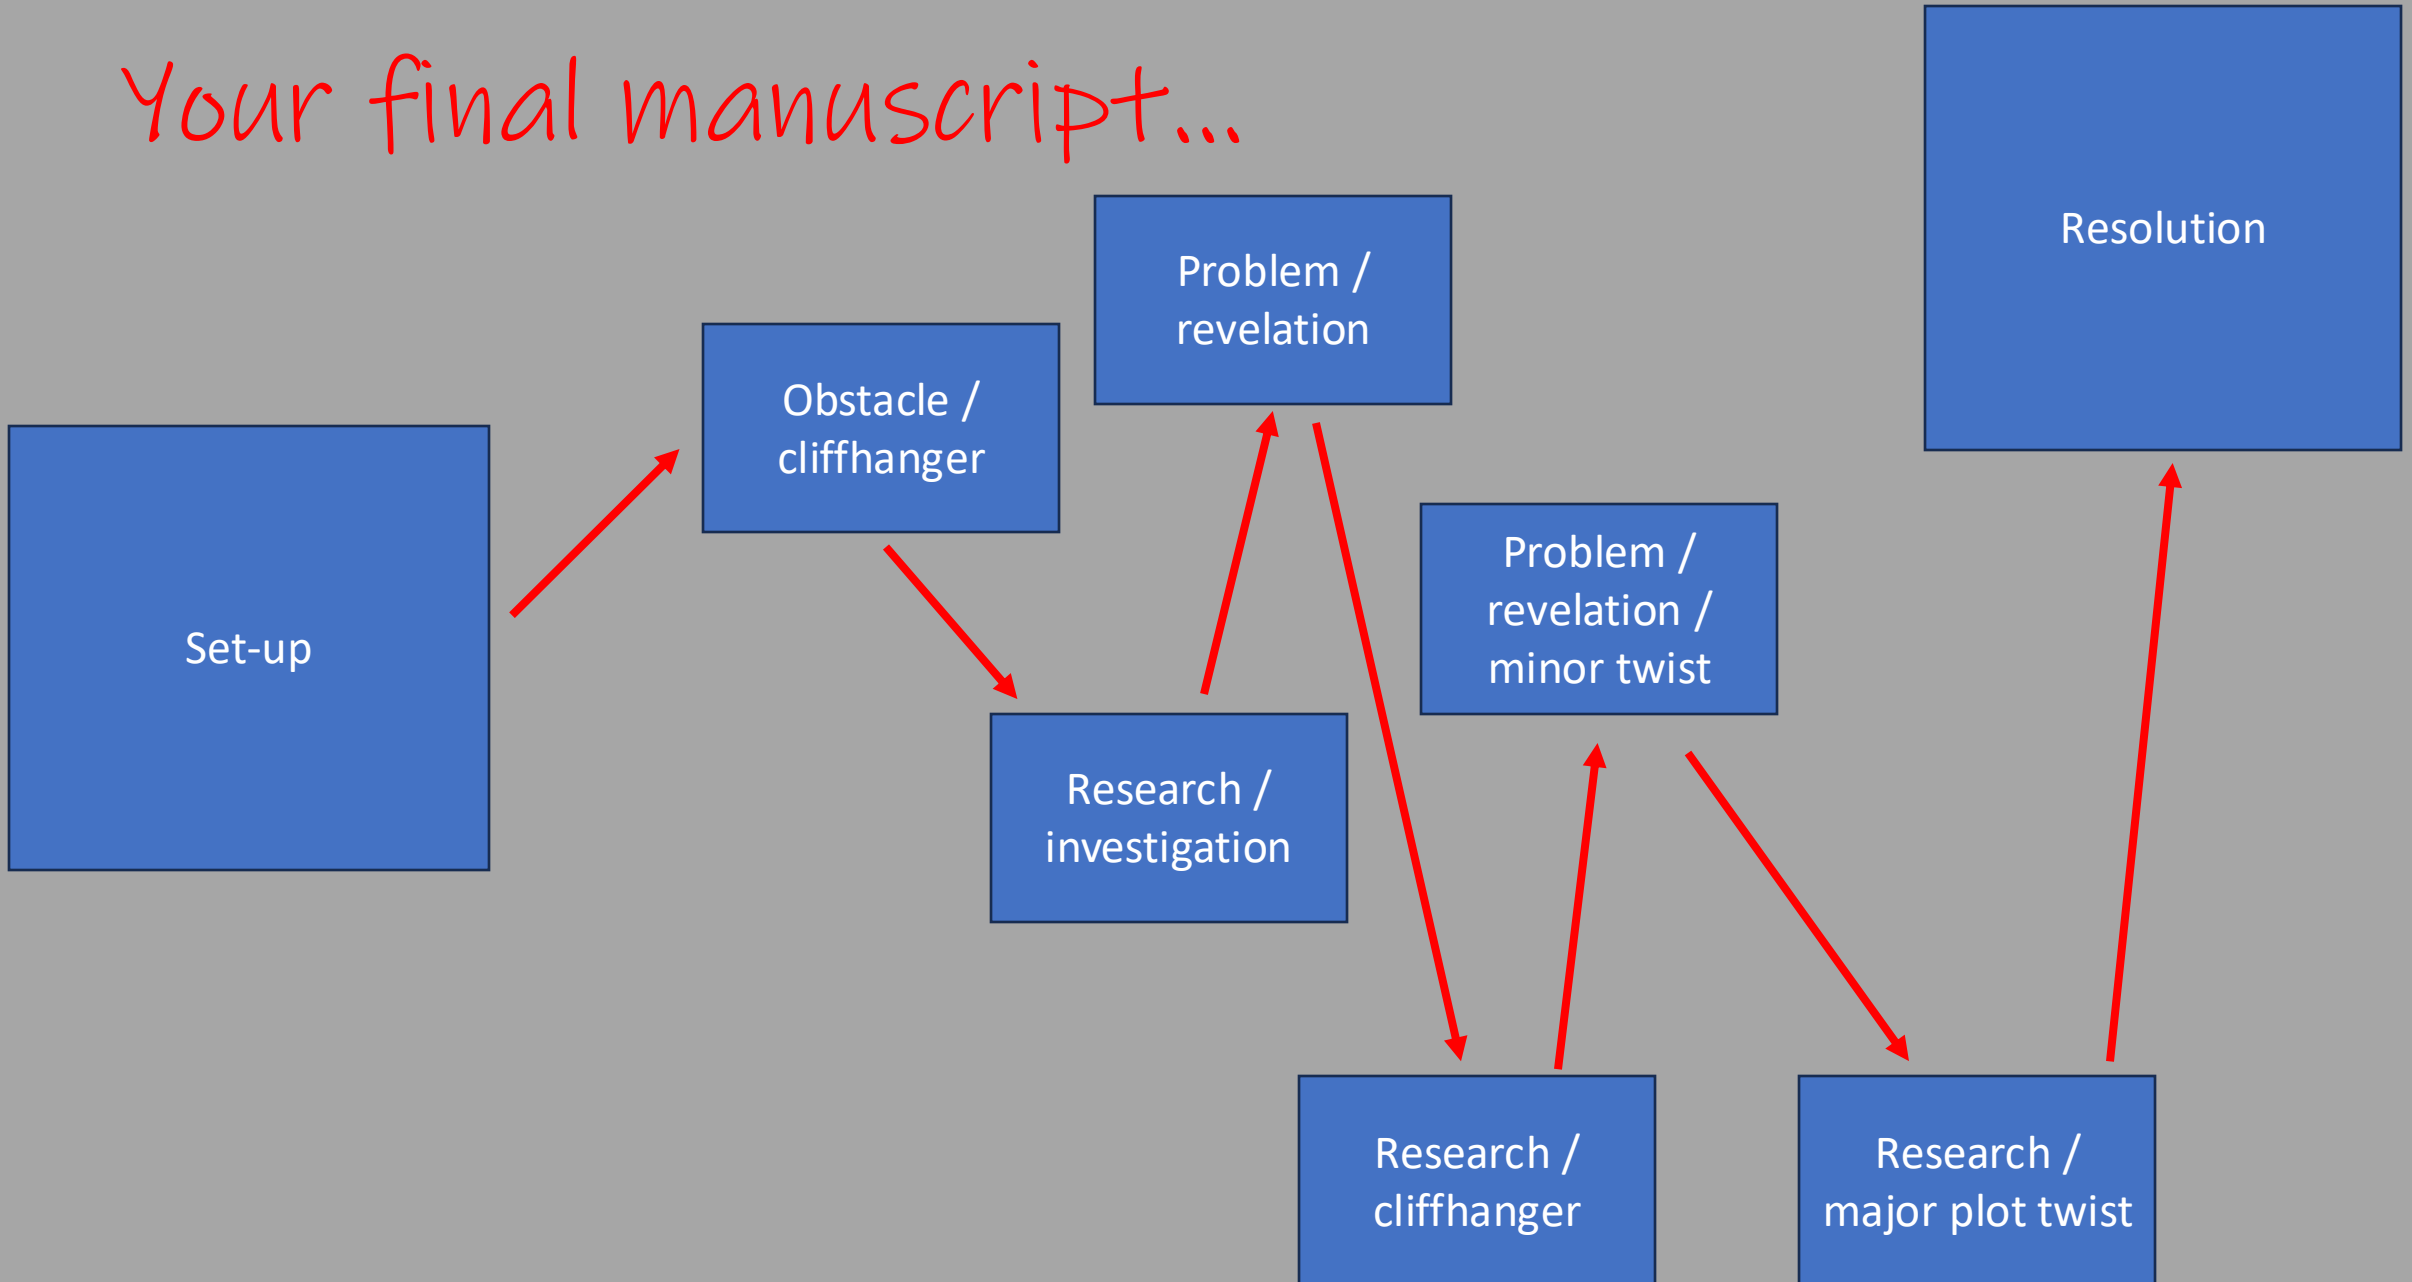 Your final manuscript...
Set-up
Obstacle /
cliffhanger
Research /
investigation
Problem /
revelation
Research /
cliffhanger
Problem /
revelation /
minor twist
Research /
major plot twist
Resolution